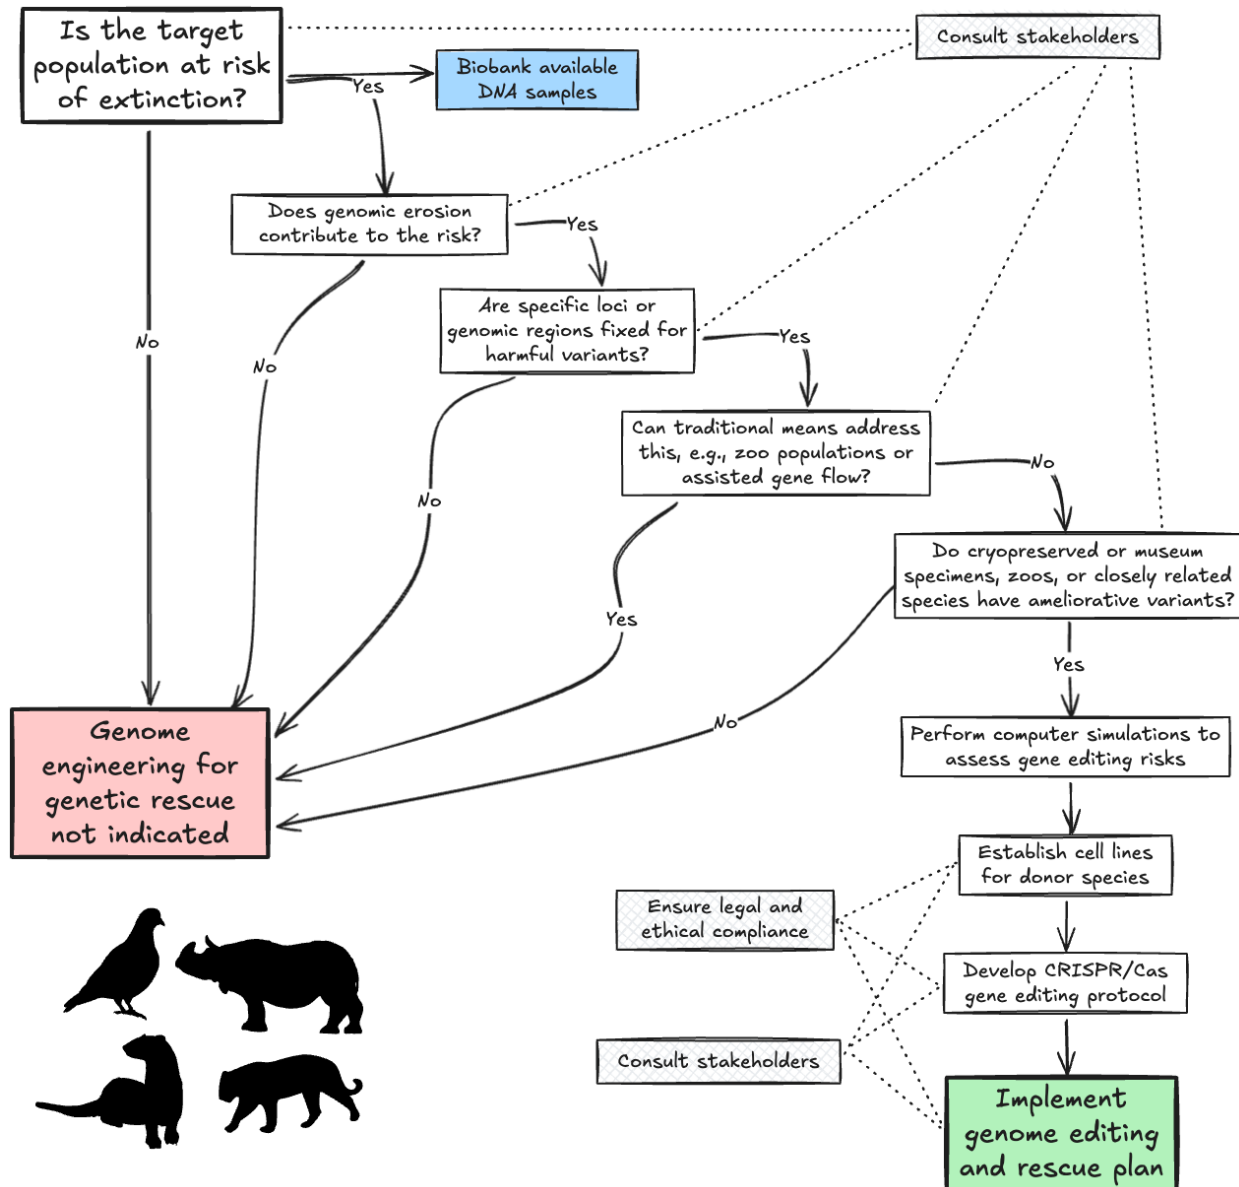 Is the target
population at risk
of extinction?
Consult stakeholders
Biobank available
DNA samples
Yes
Does genomic erosion
contribute to the risk?
Yes
Are specific loci or
genomic regions fixed for
harmful variants?
Yes
No
No
Can traditional means address
this, e.g., zoo populations or
assisted gene flow?
No
No
Do cryopreserved or museum
specimens, zoos, or closely related
species have ameliorative variants?
Yes
Yes
No
Genome
engineering for
genetic rescue
not indicated
Perform computer simulations to
assess gene editing risks
Establish cell lines
for donor species
Ensure legal and
ethical compliance
Develop CRISPR/Cas
gene editing protocol
Consult stakeholders
Implement
genome editing
and rescue plan